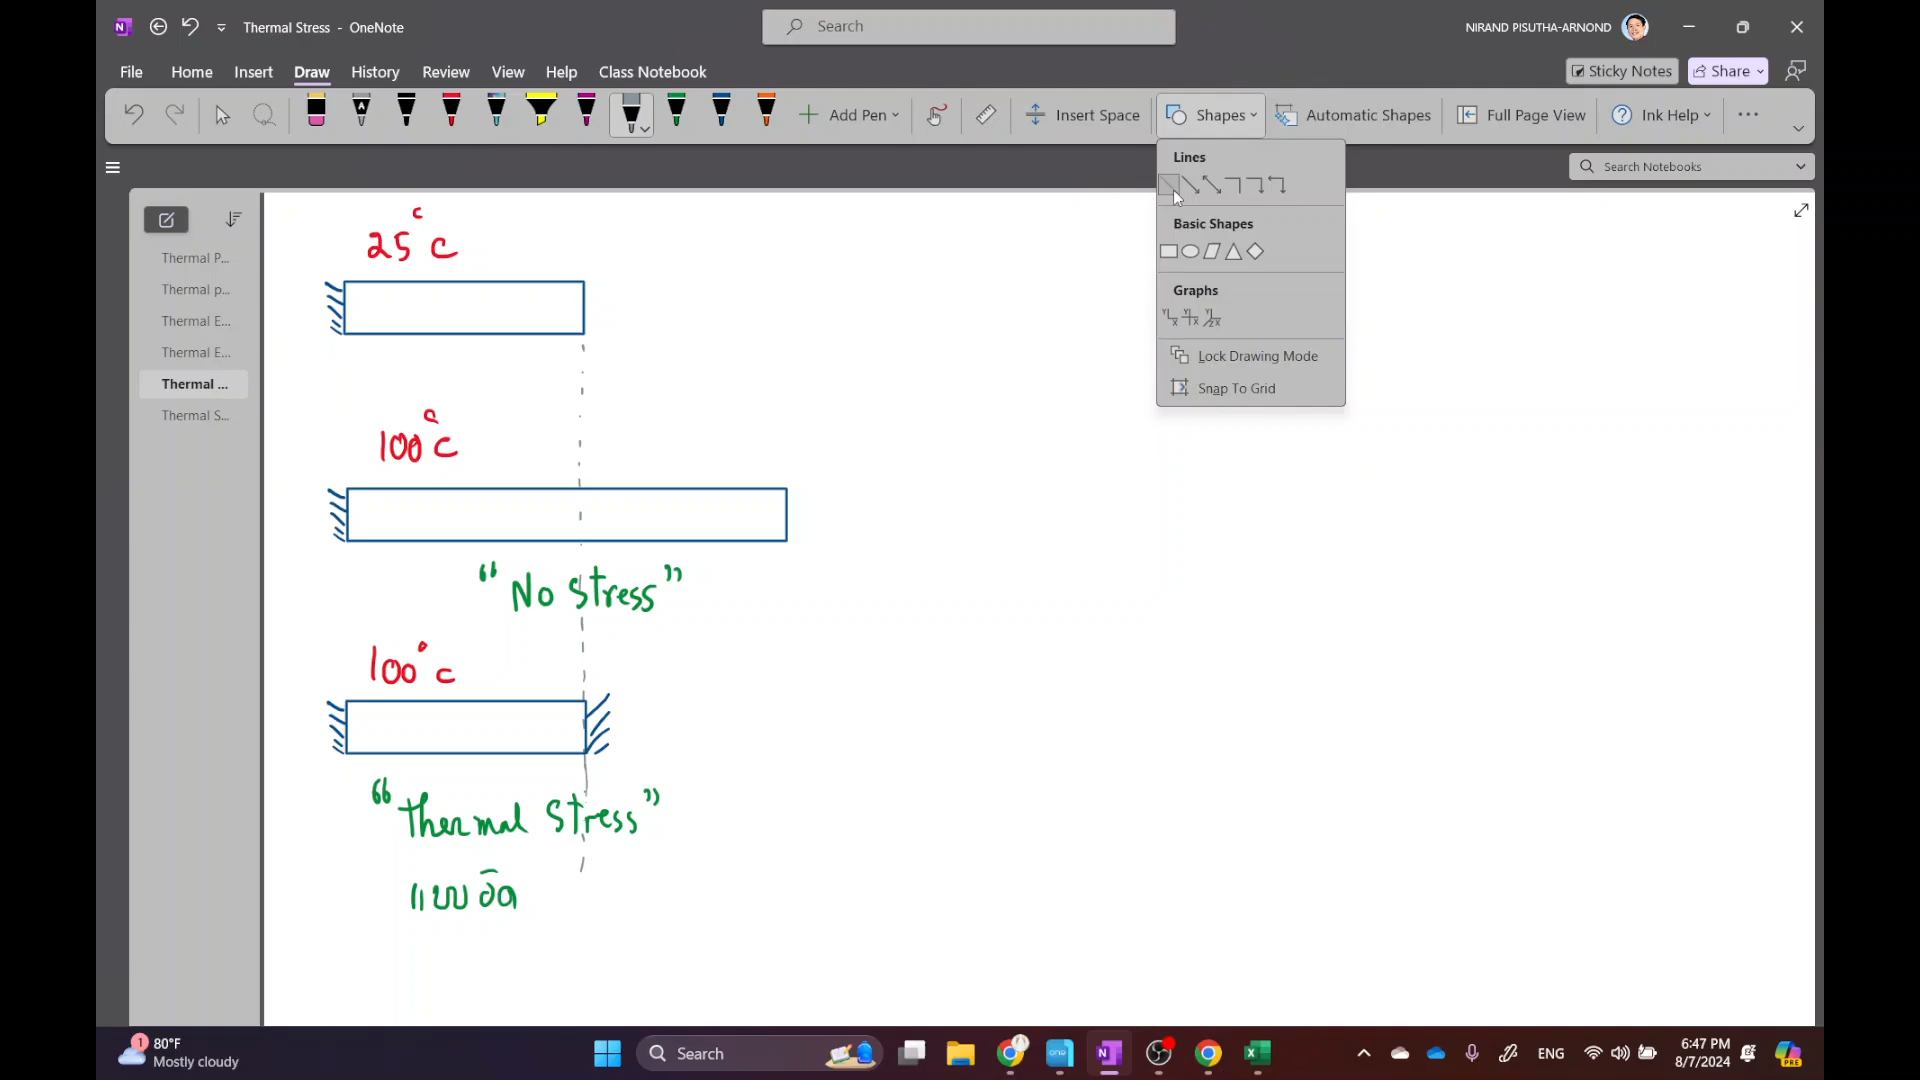 Thermal Stress - OneNote
Search
NIRAND PISUTHA-ARNOND
File Home Insert Draw History Review View Help Class Notebook
Sticky Notes Share
Add Pen Insert Space Shapes Automatic Shapes Full Page View Ink Help
Search Notebooks
Lines
Basic Shapes
Graphs
Lock Drawing Mode
Snap To Grid
Thermal P...
Thermal p...
Thermal E...
Thermal E...
Thermal ...
Thermal S...
25°C
100°C
"No Stress"
100°C
"Thermal Stress"
แบบอัด
1
80°F
Mostly cloudy
Search
ENG
6:47 PM
8/7/2024